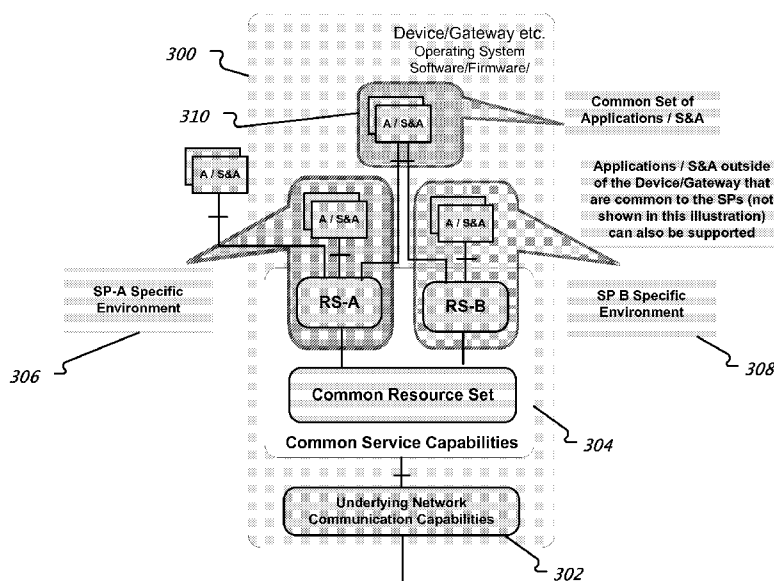 Device/Gateway etc.
Operating System
Software/Firmware/
300
310
A / S&A
Common Set of
Applications / S&A
A / S&A
Applications / S&A outside
of the Device/Gateway that
are common to the SPs (not
shown in this illustration)
can also be supported
A / S&A
A / S&A
SP-A Specific
Environment
RS-A
RS-B
SP B Specific
Environment
306
308
Common Resource Set
304
Common Service Capabilities
Underlying Network
Communication Capabilities
302